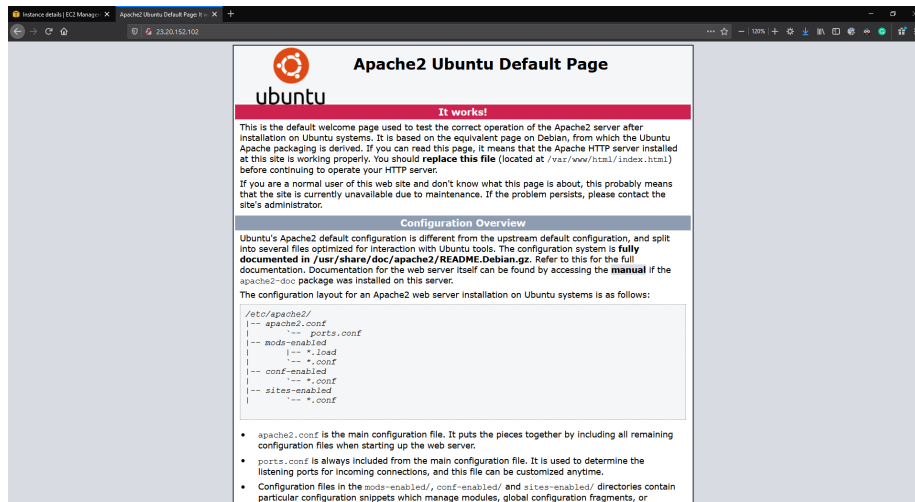 Instance details | EC2 Manager
Apache2 Ubuntu Default Page: It w
23.20.152.102
120%
ubuntu
Apache2 Ubuntu Default Page
It works!
This is the default welcome page used to test the correct operation of the Apache2 server after
installation on Ubuntu systems. It is based on the equivalent page on Debian, from which the Ubuntu
Apache packaging is derived. If you can read this page, it means that the Apache HTTP server installed
at this site is working properly. You should replace this file (located at /var/www/html/index.html)
before continuing to operate your HTTP server.
If you are a normal user of this web site and don't know what this page is about, this probably means
that the site is currently unavailable due to maintenance. If the problem persists, please contact the
site's administrator.
Configuration Overview
Ubuntu's Apache2 default configuration is different from the upstream default configuration, and split
into several files optimized for interaction with Ubuntu tools. The configuration system is fully
documented in /usr/share/doc/apache2/README.Debian.gz. Refer to this for the full
documentation. Documentation for the web server itself can be found by accessing the manual if the
apache2-doc package was installed on this server.
The configuration layout for an Apache2 web server installation on Ubuntu systems is as follows:
/etc/apache2/
|-- apache2.conf
|       `--  ports.conf
|-- mods-enabled
|       |-- *.load
|       `-- *.conf
|-- conf-enabled
|       `-- *.conf
|-- sites-enabled
|       `-- *.conf
• apache2.conf is the main configuration file. It puts the pieces together by including all remaining
configuration files when starting up the web server.
• ports.conf is always included from the main configuration file. It is used to determine the
listening ports for incoming connections, and this file can be customized anytime.
• Configuration files in the mods-enabled/, conf-enabled/ and sites-enabled/ directories contain
particular configuration snippets which manage modules, global configuration fragments, or